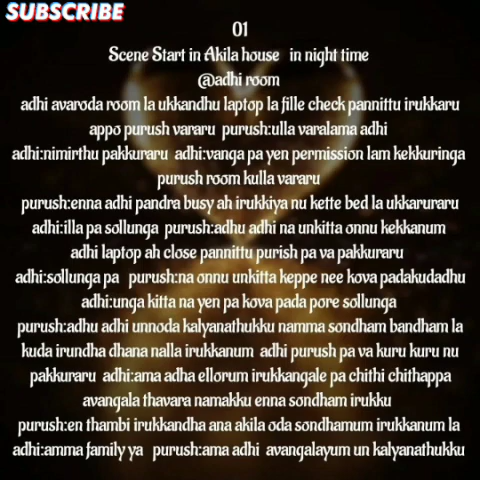 SUBSCRIBE
01
Scene Start in Akila house in night time
@adhi room
adhi avaroda room la ukkandhu laptop la fille check pannittu irukkaru
appo purush vararu purush:ulla varalama adhi
adhi:nimirthu pakkuraru adhi:vanga pa yen permission lam kekkuringa
purush room kulla vararu
purush:enna adhi pandra busy ah irukkiya nu kette bed la ukkaruraru
adhi:illa pa sollunga purush:adhu adhi na unkitta onnu kekkanum
adhi laptop ah close pannittu purish pa va pakkuraru
adhi:sollunga pa purush:na onnu unkitta keppe nee kova padakudadhu
adhi:unga kitta na yen pa kova pada pore sollunga
purush:adhu adhi unnoda kalyanathukku namma sondham bandham la
kuda irundha dhana nalla irukkanum adhi purush pa va kuru kuru nu
pakkuraru adhi:ama adha ellorum irukkangale pa chithi chithappa
avangala thavara namakku enna sondham irukku
purush:en thambi irukkandha ana akila oda sondhamum irukkanum la
adhi:amma family ya purush:ama adhi avangalayum un kalyanathukku